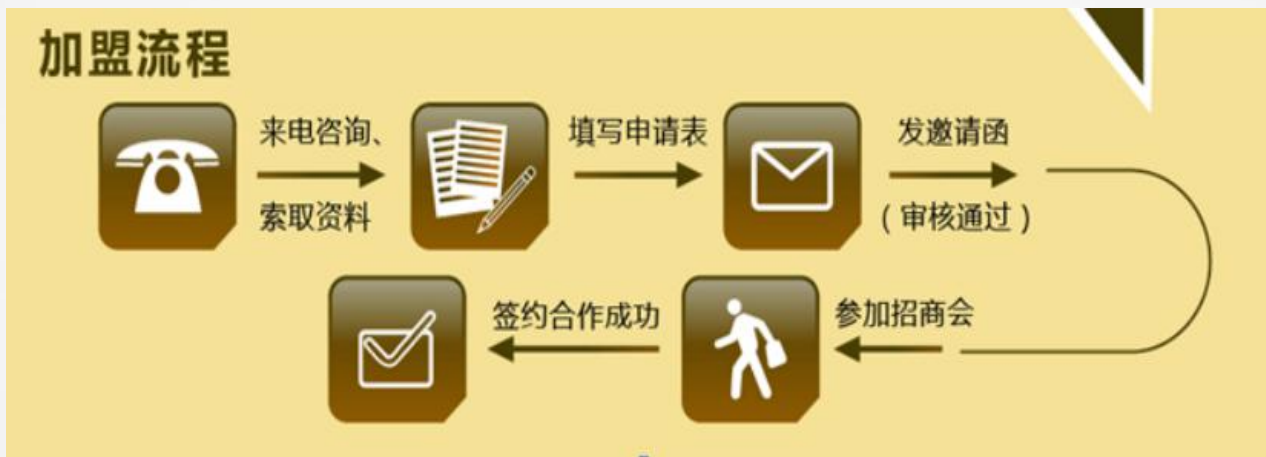 加盟流程
来电咨询、
索取资料
填写申请表
发邀请函
(审核通过)
参加招商会
签约合作成功